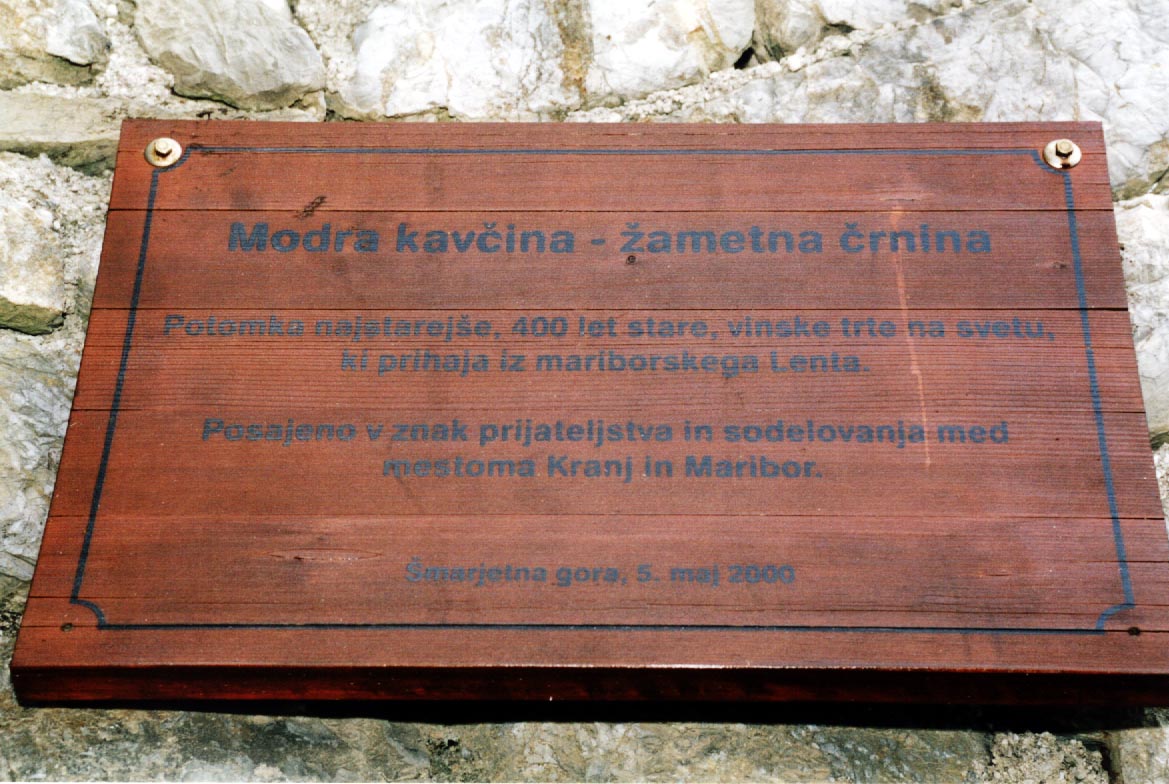 Modra kavčina - žametna črnina
Potomka najstarejše, 400 let stare, vinske trte na svetu,
ki prihaja iz mariborskega Lenta.
Posajeno v znak prijateljstva in sodelovanja med
mestoma Kranj in Maribor.
Šmarjetna gora, 5. maj 2000